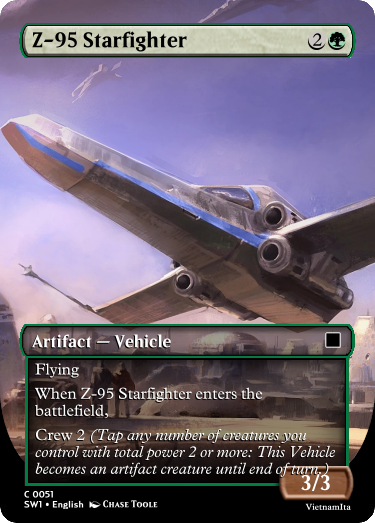 Z-95 Starfighter 2
Artifact — Vehicle
Flying
When Z-95 Starfighter enters the
battlefield,
Crew 2 (Tap any number of creatures you
control with total power 2 or more: This Vehicle
becomes an artifact creature until end of turn.)
3/3
C 0051
SW1 • English CHASE TOOLE
VietnamIta